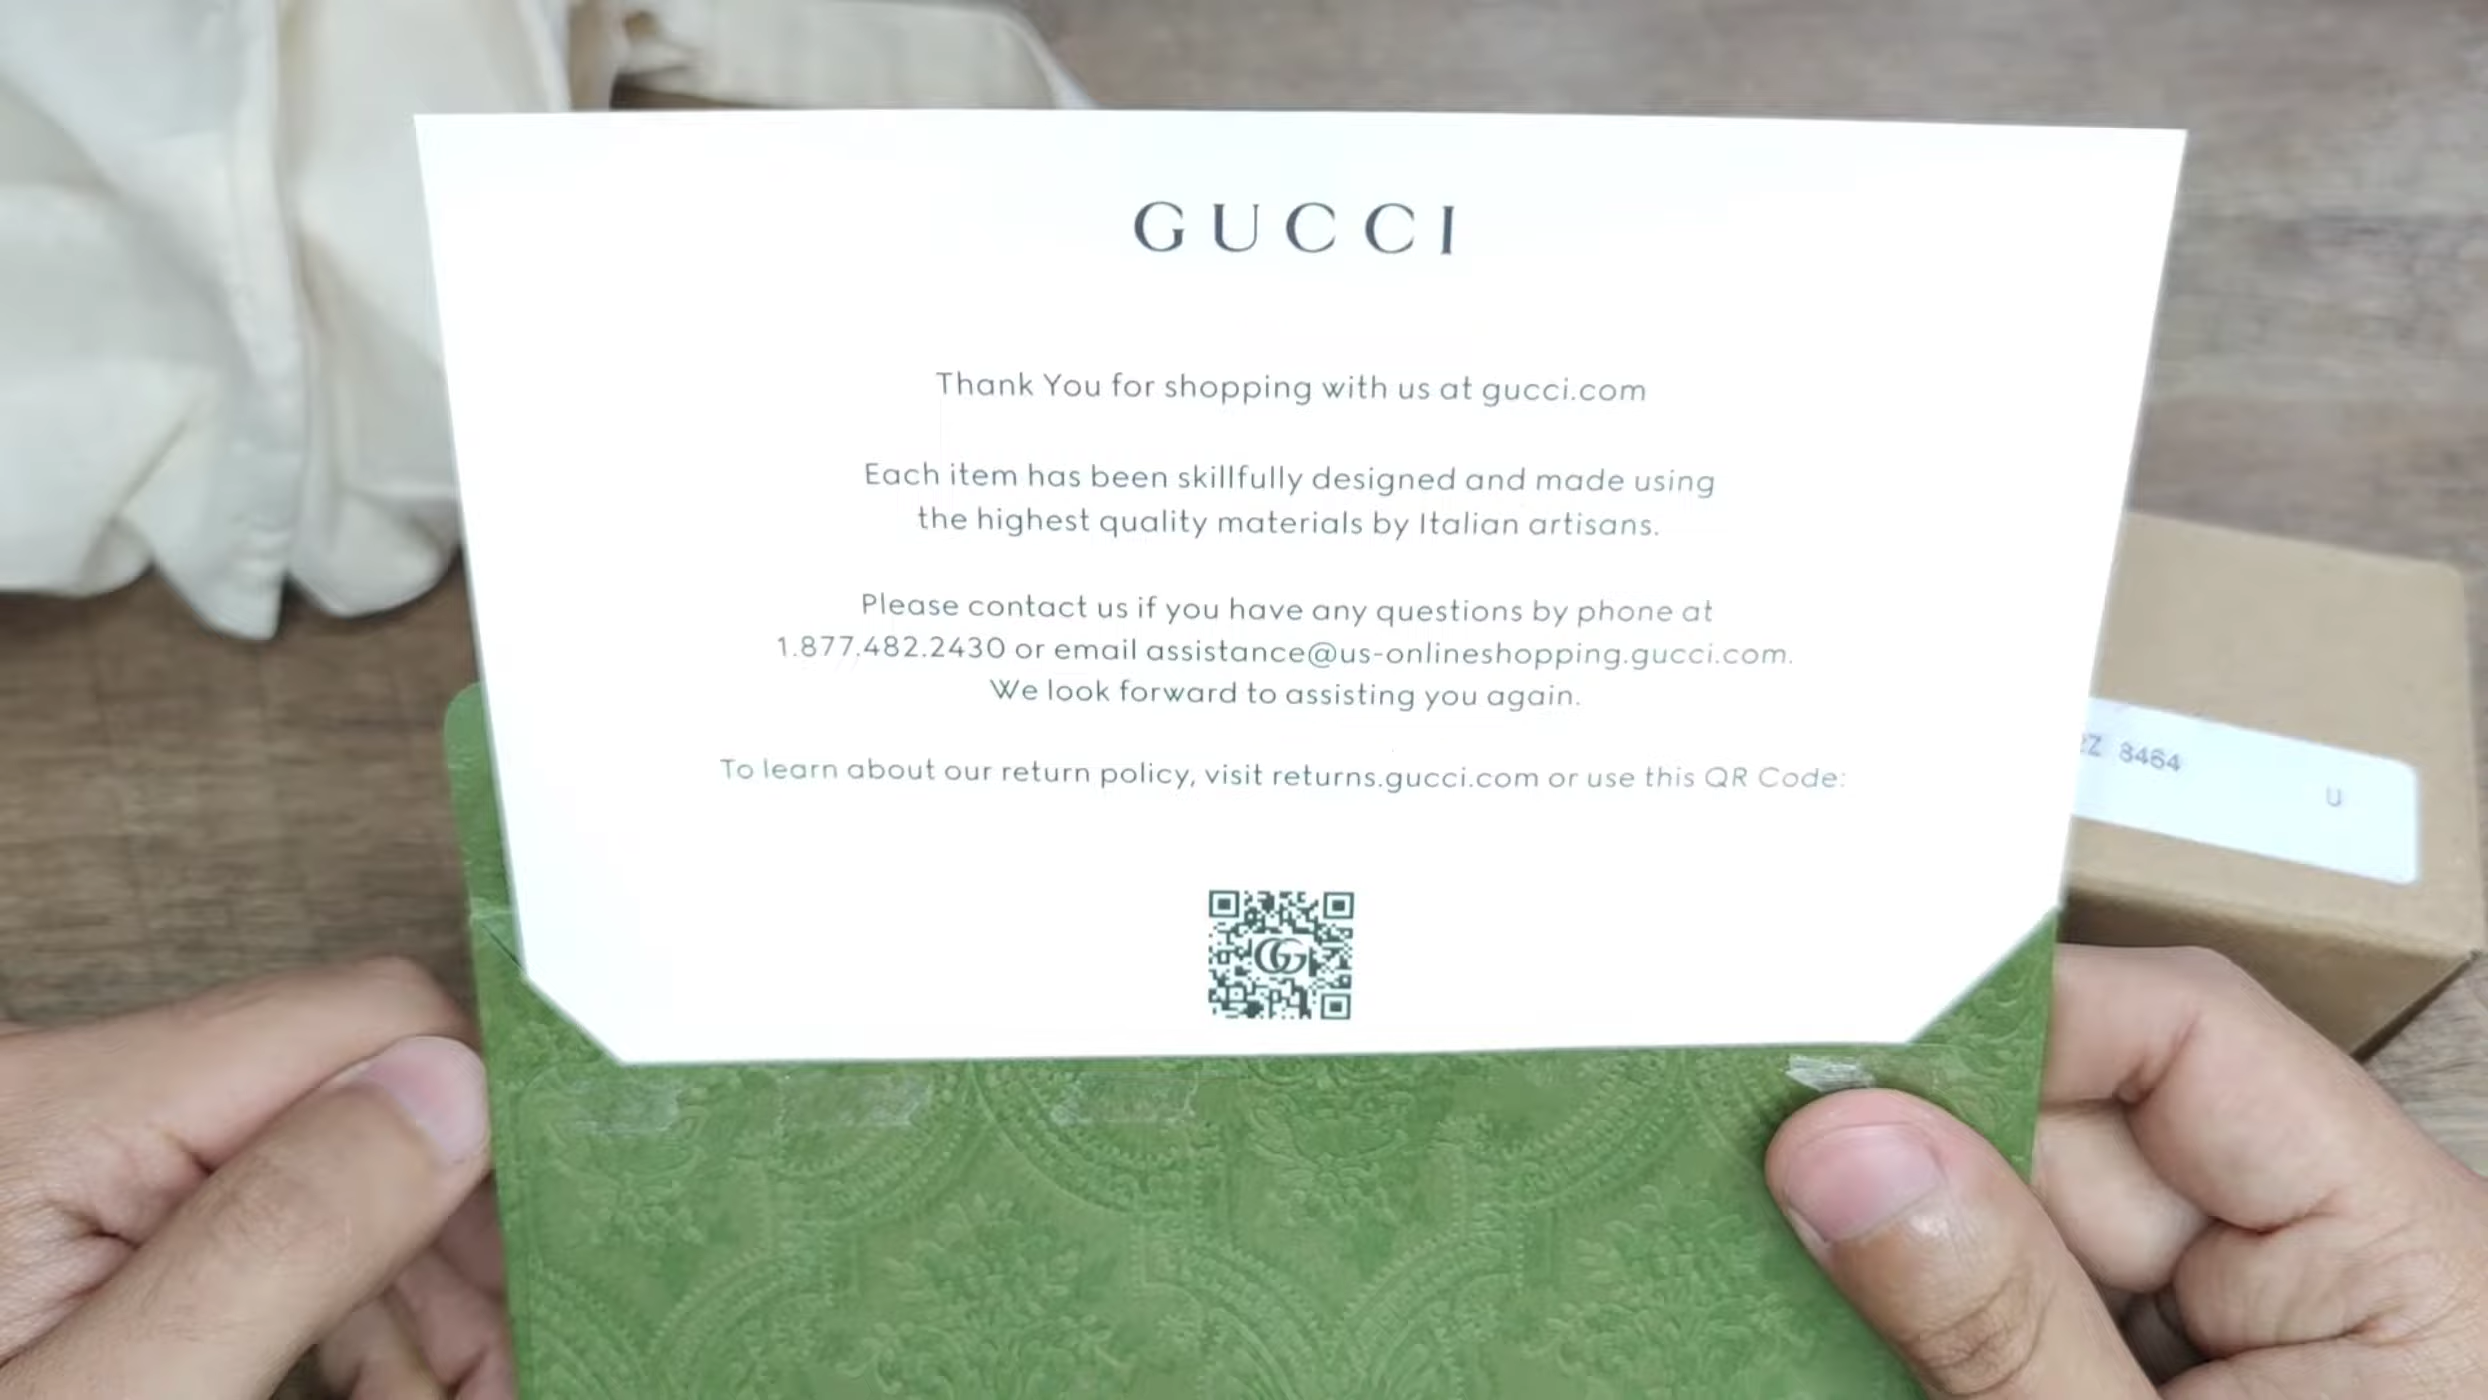 GUCCI
Thank You for shopping with us at gucci.com
Each item has been skillfully designed and made using
the highest quality materials by Italian artisans.
Please contact us if you have any questions by phone at
1.877.482.2430 or email assistance@us-onlineshopping.gucci.com.
We look forward to assisting you again.
To learn about our return policy, visit returns.gucci.com or use this QR Code:
GG
8464
U